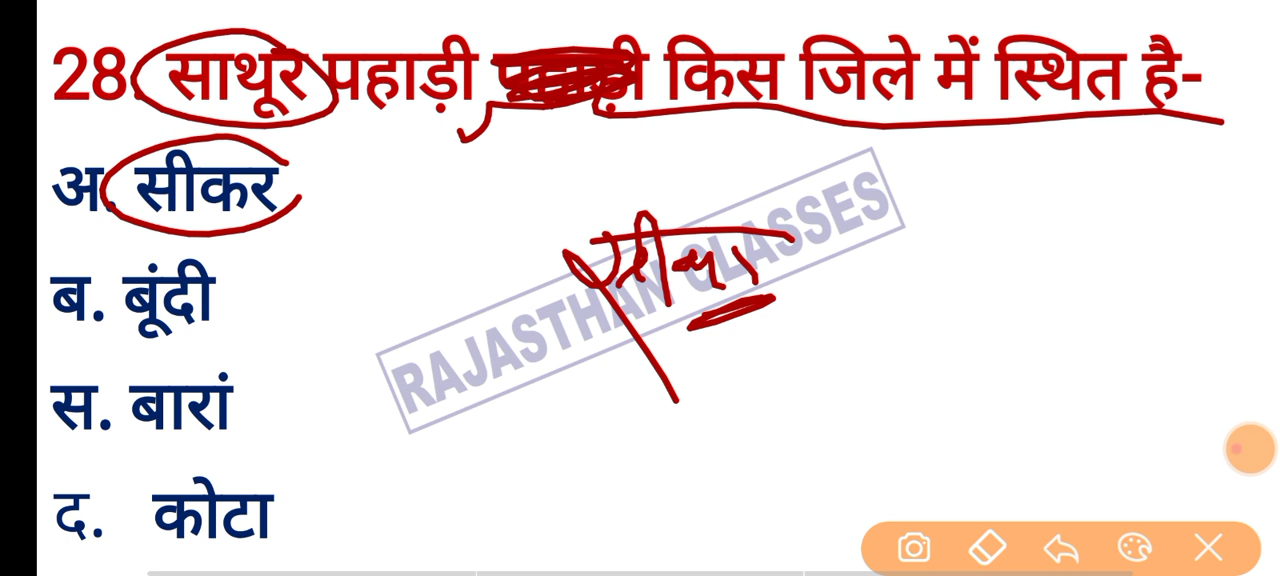 28. साथूर पहाड़ी किस जिले में स्थित है-
अ. सीकर
RAJASTHAN CLASSES
ब. बूंदी
स. बारां
द. कोटा